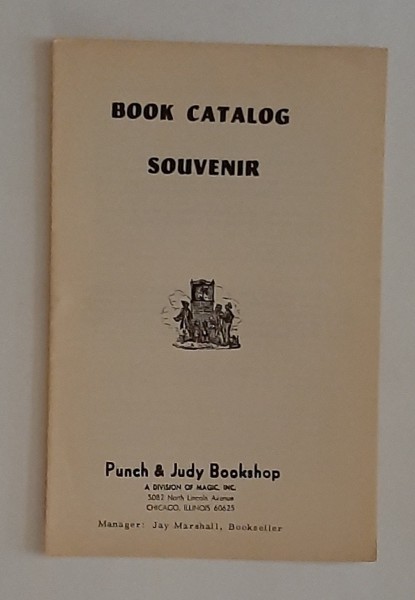 BOOK CATALOG
SOUVENIR
Punch & Judy Bookshop
A DIVISION OF MAGIC, INC.
5082 North Lincoln Avenue
CHICAGO, ILLINOIS 60625
Manager: Jay Marshall, Bookseller